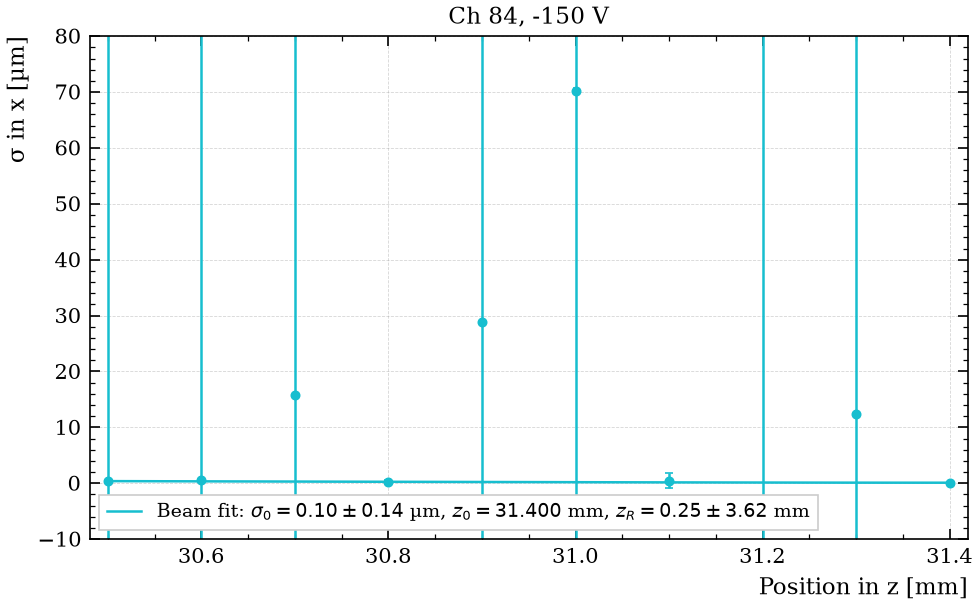 Ch 84, -150 V
σ in x [µm]
80
70
60
50
40
30
20
10
0
−10
Beam fit: σ₀ = 0.10 ± 0.14 µm, z₀ = 31.400 mm, z_R = 0.25 ± 3.62 mm
30.6 30.8 31.0 31.2 31.4
Position in z [mm]